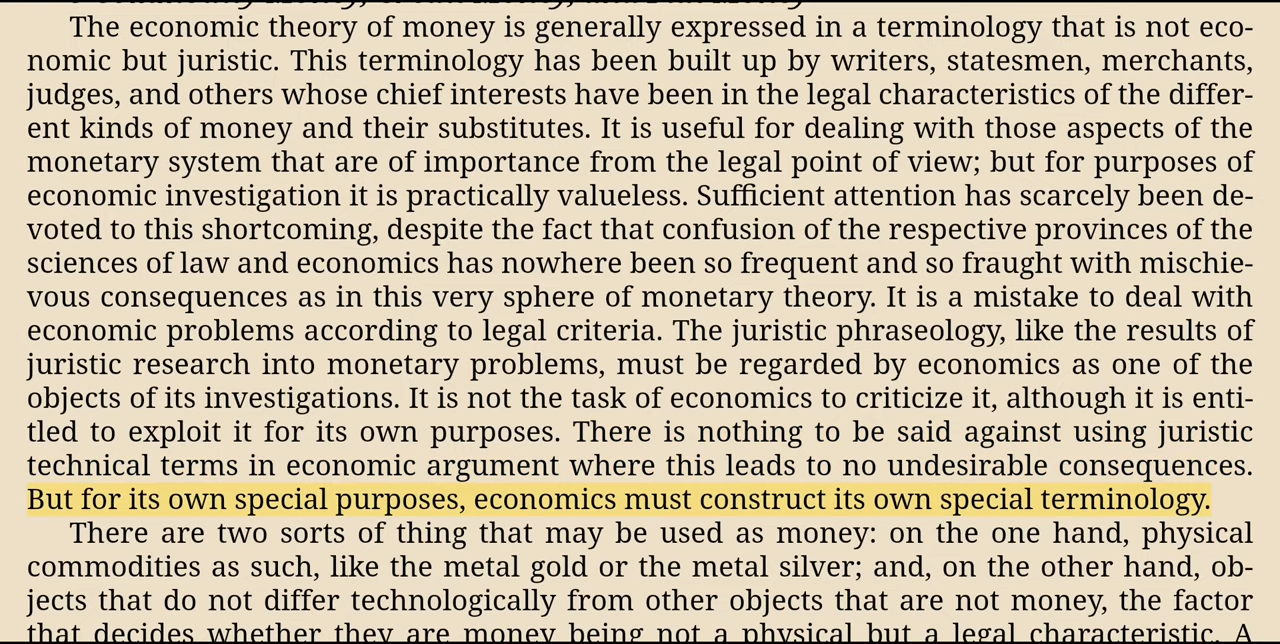 The economic theory of money is generally expressed in a terminology that is not eco-
nomic but juristic. This terminology has been built up by writers, statesmen, merchants,
judges, and others whose chief interests have been in the legal characteristics of the differ-
ent kinds of money and their substitutes. It is useful for dealing with those aspects of the
monetary system that are of importance from the legal point of view; but for purposes of
economic investigation it is practically valueless. Sufficient attention has scarcely been de-
voted to this shortcoming, despite the fact that confusion of the respective provinces of the
sciences of law and economics has nowhere been so frequent and so fraught with mischie-
vous consequences as in this very sphere of monetary theory. It is a mistake to deal with
economic problems according to legal criteria. The juristic phraseology, like the results of
juristic research into monetary problems, must be regarded by economics as one of the
objects of its investigations. It is not the task of economics to criticize it, although it is enti-
tled to exploit it for its own purposes. There is nothing to be said against using juristic
technical terms in economic argument where this leads to no undesirable consequences.
But for its own special purposes, economics must construct its own special terminology.
There are two sorts of thing that may be used as money: on the one hand, physical
commodities as such, like the metal gold or the metal silver; and, on the other hand, ob-
jects that do not differ technologically from other objects that are not money, the factor
that decides whether they are money being not a physical but a legal characteristic. A